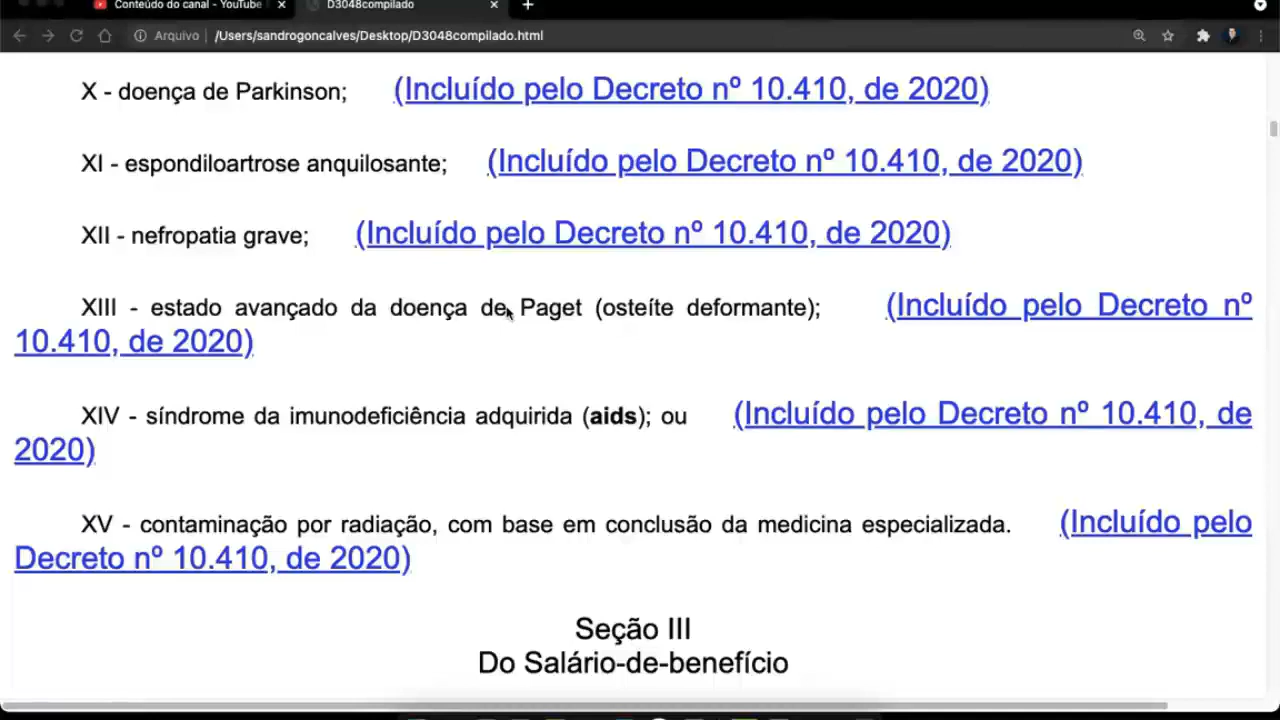 Conteúdo do canal - YouTube
D3048compilado
Arquivo /Users/sandrogoncalves/Desktop/D3048compilado.html
X - doença de Parkinson; (Incluído pelo Decreto nº 10.410, de 2020)
XI - espondiloartrose anquilosante; (Incluído pelo Decreto nº 10.410, de 2020)
XII - nefropatia grave; (Incluído pelo Decreto nº 10.410, de 2020)
XIII - estado avançado da doença de Paget (osteíte deformante); (Incluído pelo Decreto nº
10.410, de 2020)
XIV - síndrome da imunodeficiência adquirida (aids); ou (Incluído pelo Decreto nº 10.410, de
2020)
XV - contaminação por radiação, com base em conclusão da medicina especializada. (Incluído pelo
Decreto nº 10.410, de 2020)
Seção III
Do Salário-de-benefício